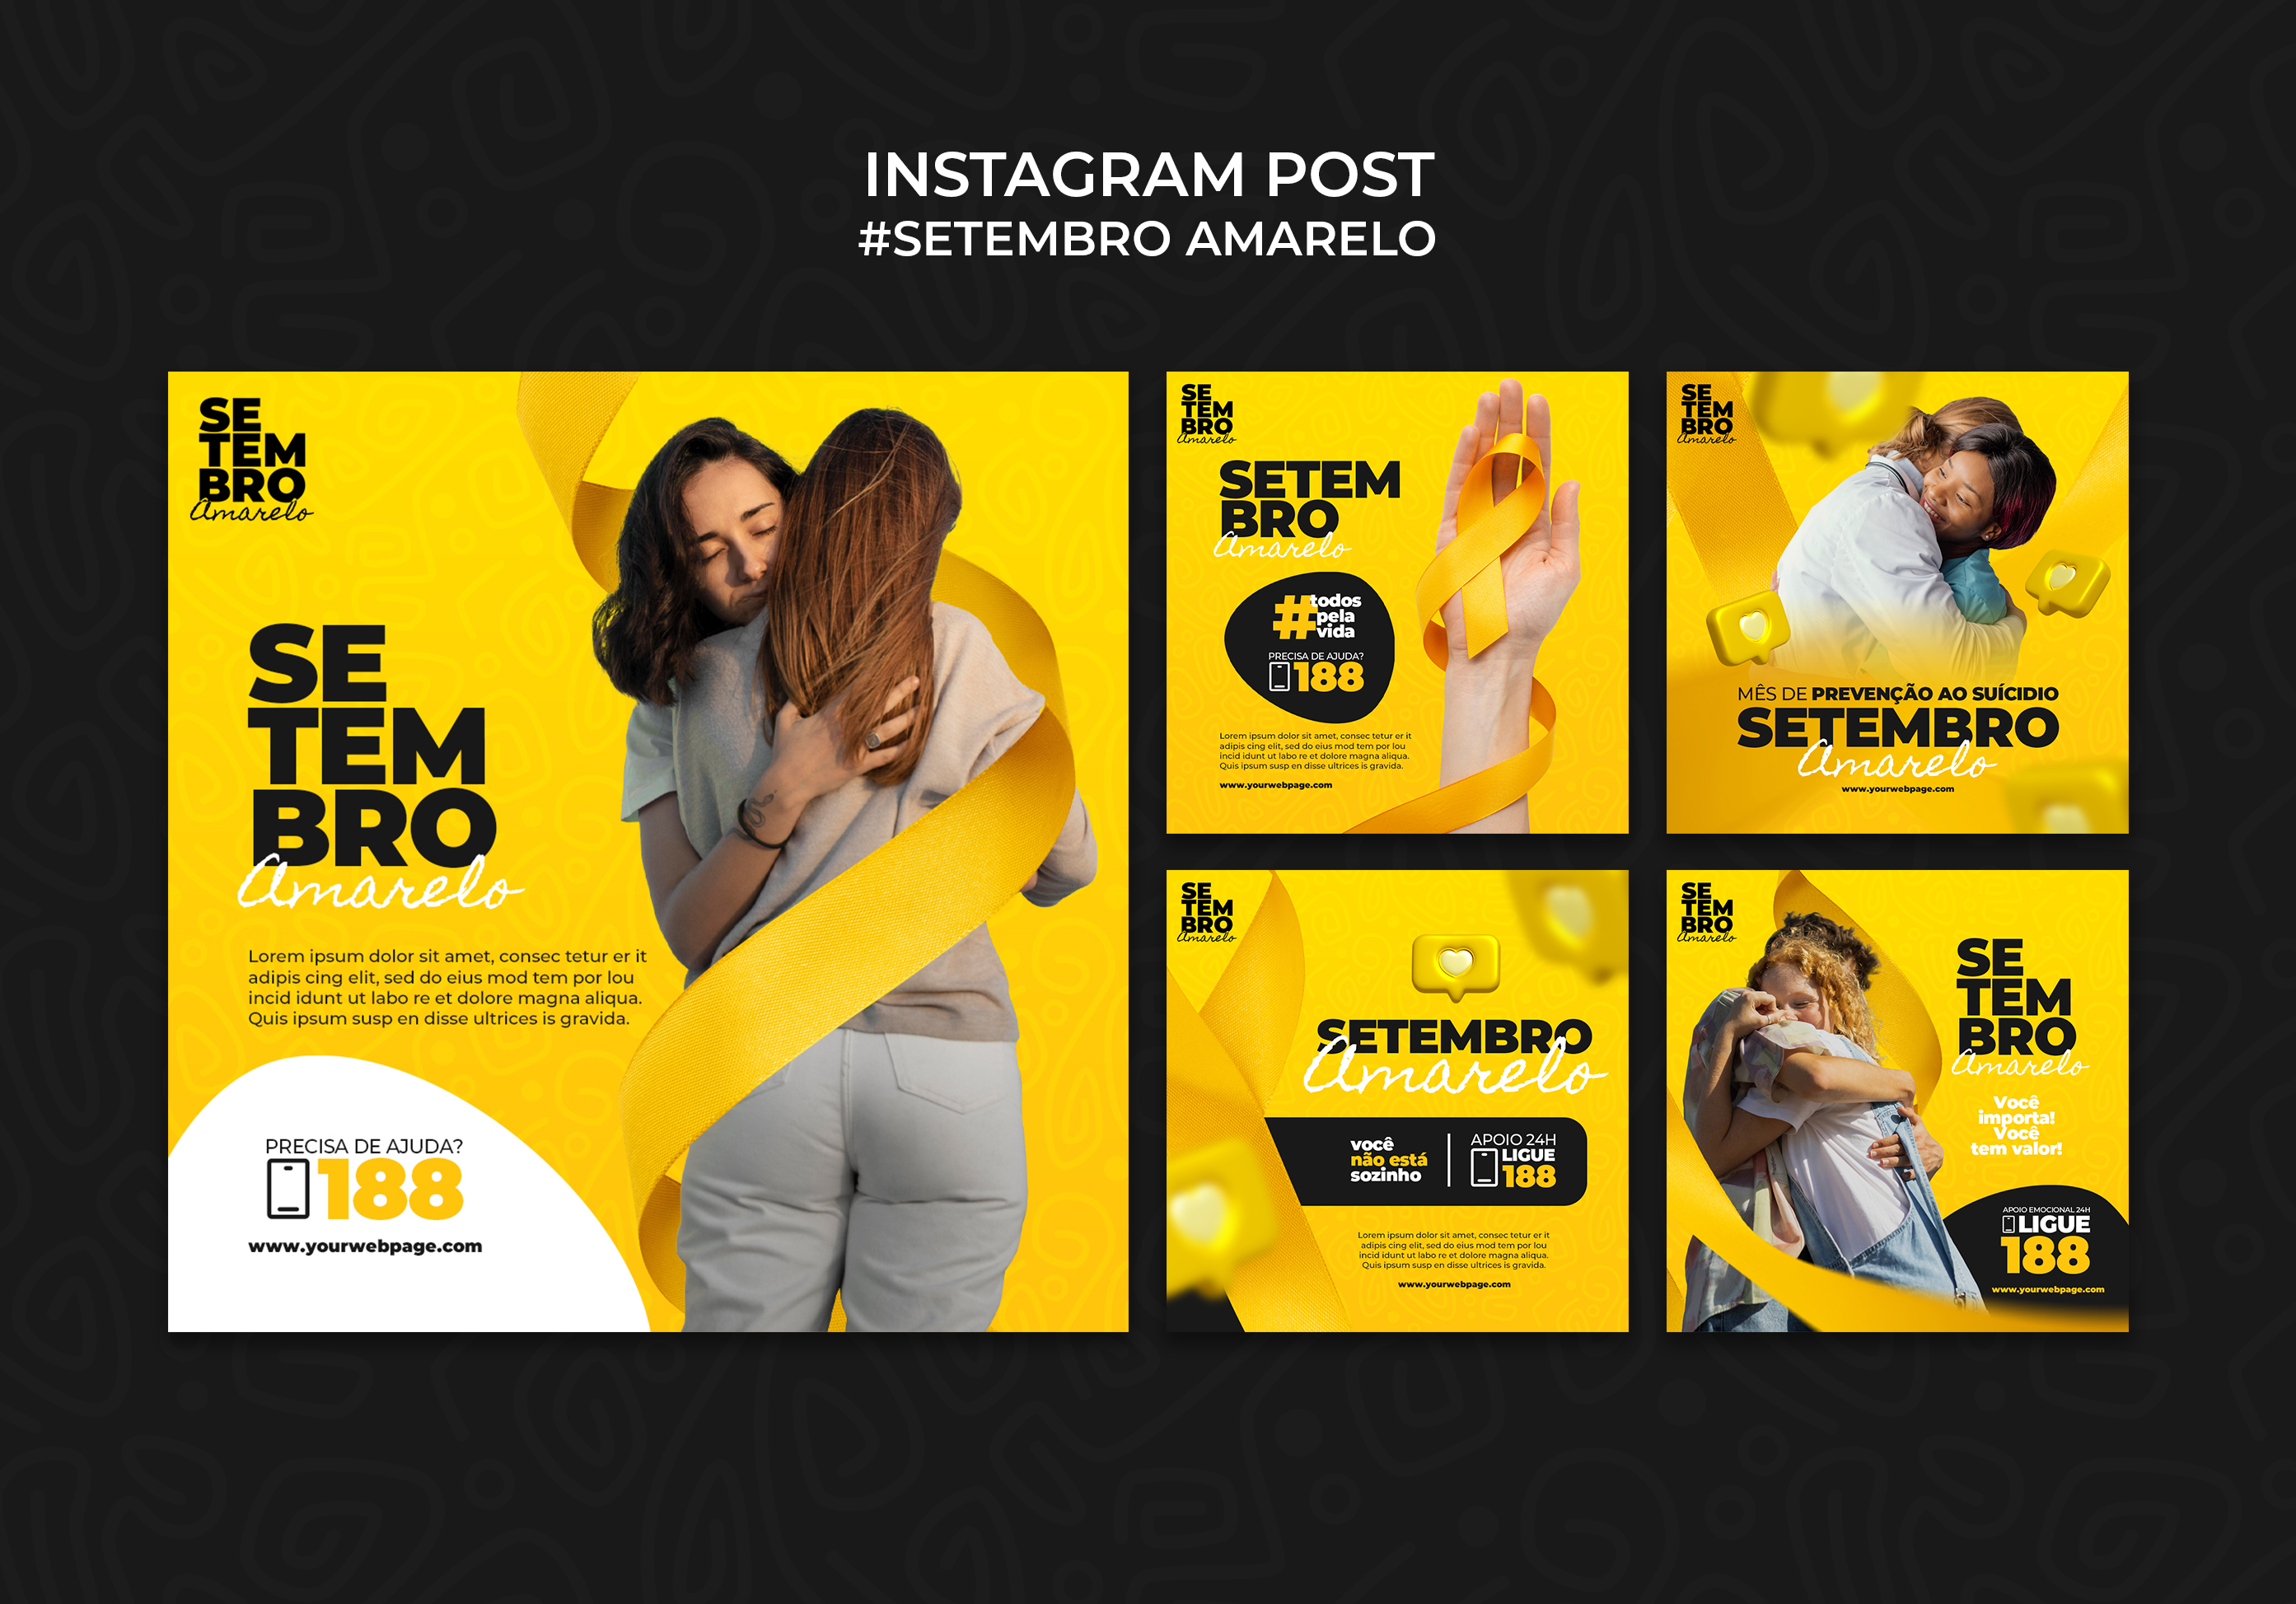 INSTAGRAM POST
#SETEMBRO AMARELO
SE
TEM
BRO
Amarelo
SE
TEM
BRO
Amarelo
Lorem ipsum dolor sit amet, consec tetur er it
adipis cing elit, sed do eius mod tem por lou
incid idunt ut labo re et dolore magna aliqua.
Quis ipsum susp en disse ultrices is gravida.
PRECISA DE AJUDA?
188
www.yourwebpage.com
SE
TEM
BRO
Amarelo
SETEM
BRO
Amarelo
#todos
pela
vida
PRECISA DE AJUDA?
188
Lorem ipsum dolor sit amet, consec tetur er it
adipis cing elit, sed do eius mod tem por lou
incid idunt ut labo re et dolore magna aliqua.
Quis ipsum susp en disse ultrices is gravida.
www.yourwebpage.com
SE
TEM
BRO
Amarelo
MÊS DE PREVENÇÃO AO SUÍCIDIO
SETEMBRO
Amarelo
www.yourwebpage.com
SE
TEM
BRO
Amarelo
SETEMBRO
Amarelo
você
não está
sozinho
APOIO 24H
LIGUE
188
Lorem ipsum dolor sit amet, consec tetur er it
adipis cing elit, sed do eius mod tem por lou
incid idunt ut labo re et dolore magna aliqua.
Quis ipsum susp en disse ultrices is gravida.
www.yourwebpage.com
SE
TEM
BRO
Amarelo
SE
TEM
BRO
Amarelo
Você
importa!
Você
tem valor!
APOIO EMOCIONAL 24H
LIGUE
188
www.yourwebpage.com